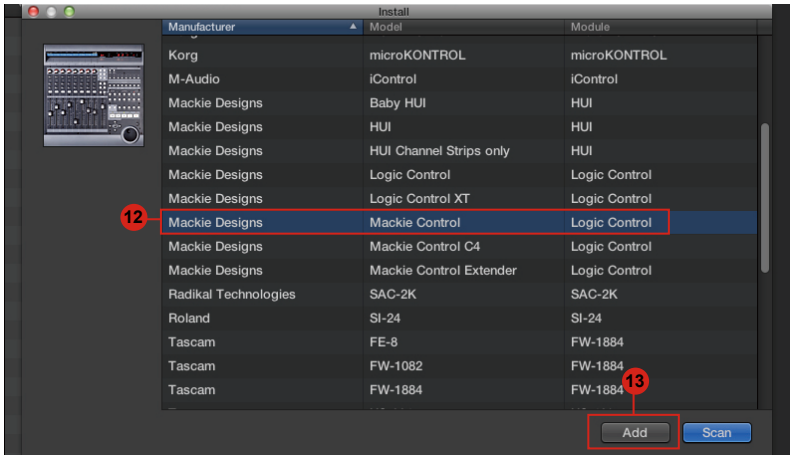 Install
Manufacturer Model Module
Korg microKONTROL microKONTROL
M-Audio iControl iControl
Mackie Designs Baby HUI HUI
Mackie Designs HUI HUI
Mackie Designs HUI Channel Strips only HUI
Mackie Designs Logic Control Logic Control
Mackie Designs Logic Control XT Logic Control
12 Mackie Designs Mackie Control Logic Control
Mackie Designs Mackie Control C4 Logic Control
Mackie Designs Mackie Control Extender Logic Control
Radikal Technologies SAC-2K SAC-2K
Roland SI-24 SI-24
Tascam FE-8 FW-1884
Tascam FW-1082 FW-1884
Tascam FW-1884 FW-1884
13
Add Scan